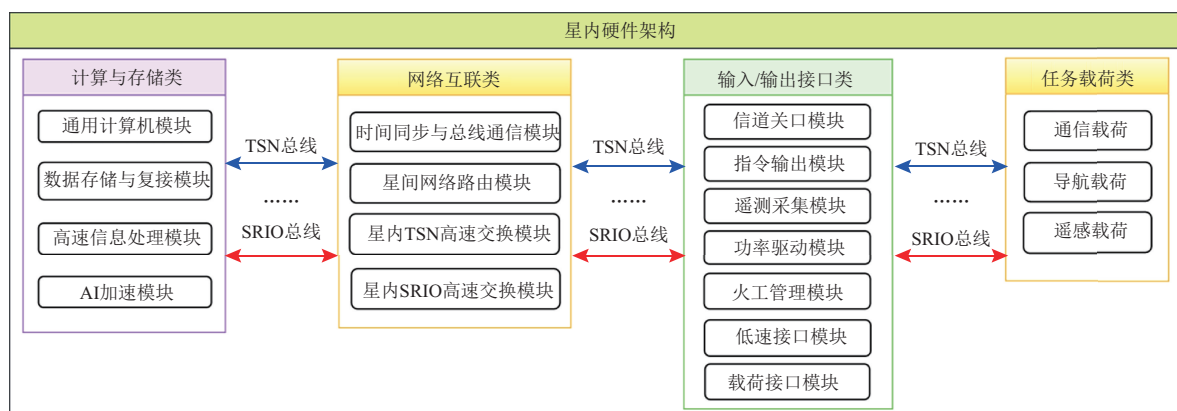 星内硬件架构
计算与存储类
通用计算机模块
数据存储与复接模块
高速信息处理模块
AI加速模块
TSN总线
……
SRIO总线
网络互联类
时间同步与总线通信模块
星间网络路由模块
星内TSN高速交换模块
星内SRIO高速交换模块
TSN总线
……
SRIO总线
输入/输出接口类
信道关口模块
指令输出模块
遥测采集模块
功率驱动模块
火工管理模块
低速接口模块
载荷接口模块
TSN总线
……
SRIO总线
任务载荷类
通信载荷
导航载荷
遥感载荷